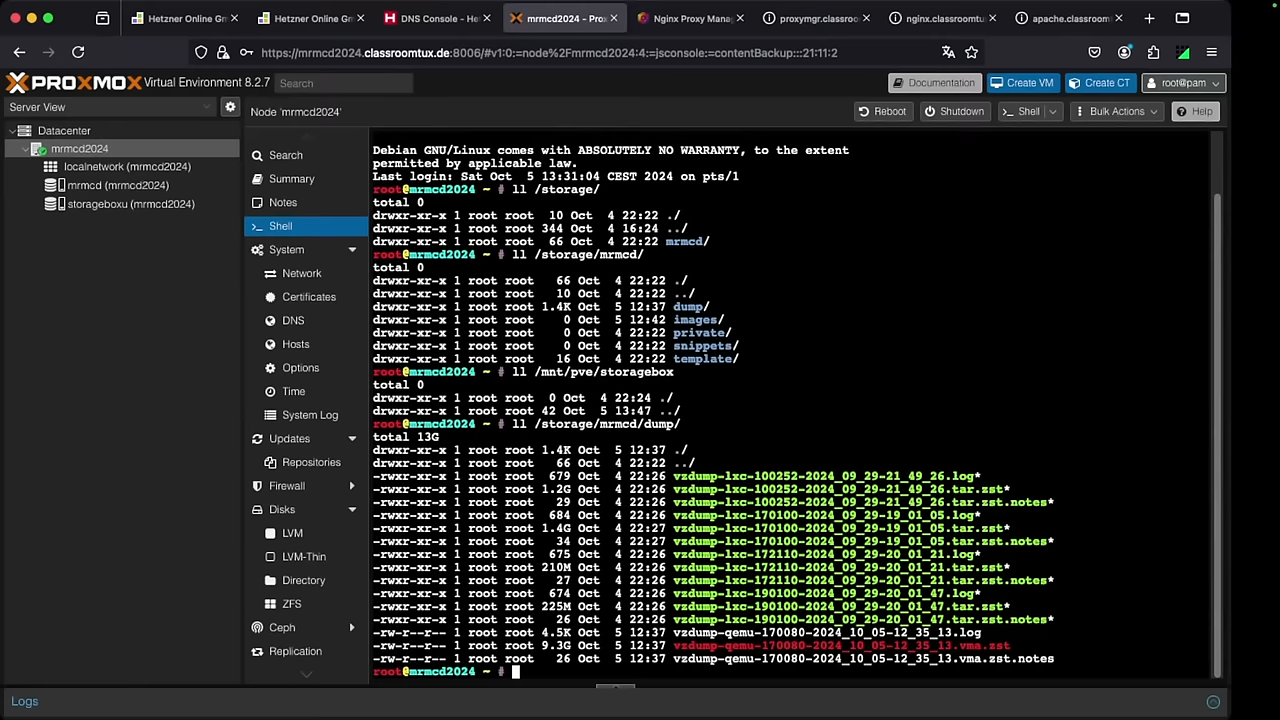 Hetzner Online Gm
Hetzner Online Gm
DNS Console - He
mrmcd2024 - Pro
Nginx Proxy Mana
proxymgr.classroo
nginx.classroomtu
apache.classroomt
https://mrmcd2024.classroomtux.de:8006/#v1:0:=node%2Fmrmcd2024:4:=jsconsole:=contentBackup:::21:11:2
PROXMOX Virtual Environment 8.2.7 Search Documentation Create VM Create CT root@pam
Server View
Node 'mrmcd2024' Reboot Shutdown Shell Bulk Actions Help
Datacenter
mrmcd2024
localnetwork (mrmcd2024)
mrmcd (mrmcd2024)
storageboxu (mrmcd2024)
Search
Summary
Notes
Shell
System
Network
Certificates
DNS
Hosts
Options
Time
System Log
Updates
Repositories
Firewall
Disks
LVM
LVM-Thin
Directory
ZFS
Ceph
Replication
Debian GNU/Linux comes with ABSOLUTELY NO WARRANTY, to the extent
permitted by applicable law.
Last login: Sat Oct  5 13:31:04 CEST 2024 on pts/1
root@mrmcd2024 ~ # ll /storage/
total 0
drwxr-xr-x 1 root root  10 Oct  4 22:22 ./
drwxr-xr-x 1 root root 344 Oct  4 16:24 ../
drwxr-xr-x 1 root root  66 Oct  4 22:22 mrmcd/
root@mrmcd2024 ~ # ll /storage/mrmcd/
total 0
drwxr-xr-x 1 root root   66 Oct  4 22:22 ./
drwxr-xr-x 1 root root   10 Oct  4 22:22 ../
drwxr-xr-x 1 root root 1.4K Oct  5 12:37 dump/
drwxr-xr-x 1 root root    0 Oct  5 12:42 images/
drwxr-xr-x 1 root root    0 Oct  4 22:22 private/
drwxr-xr-x 1 root root    0 Oct  4 22:22 snippets/
drwxr-xr-x 1 root root   16 Oct  4 22:22 template/
root@mrmcd2024 ~ # ll /mnt/pve/storagebox
total 0
drwxr-xr-x 1 root root  0 Oct  4 22:24 ./
drwxr-xr-x 1 root root 42 Oct  5 13:47 ../
root@mrmcd2024 ~ # ll /storage/mrmcd/dump/
total 13G
drwxr-xr-x 1 root root 1.4K Oct  5 12:37 ./
drwxr-xr-x 1 root root   66 Oct  4 22:22 ../
-rwxr-xr-x 1 root root  679 Oct  4 22:26 vzdump-lxc-100252-2024_09_29-21_49_26.log*
-rwxr-xr-x 1 root root 1.2G Oct  4 22:26 vzdump-lxc-100252-2024_09_29-21_49_26.tar.zst*
-rwxr-xr-x 1 root root   29 Oct  4 22:26 vzdump-lxc-100252-2024_09_29-21_49_26.tar.zst.notes*
-rwxr-xr-x 1 root root  684 Oct  4 22:27 vzdump-lxc-170100-2024_09_29-19_01_05.log*
-rwxr-xr-x 1 root root 1.4G Oct  4 22:27 vzdump-lxc-170100-2024_09_29-19_01_05.tar.zst*
-rwxr-xr-x 1 root root   34 Oct  4 22:27 vzdump-lxc-170100-2024_09_29-19_01_05.tar.zst.notes*
-rwxr-xr-x 1 root root  675 Oct  4 22:26 vzdump-lxc-172110-2024_09_29-20_01_21.log*
-rwxr-xr-x 1 root root 210M Oct  4 22:26 vzdump-lxc-172110-2024_09_29-20_01_21.tar.zst*
-rwxr-xr-x 1 root root   27 Oct  4 22:26 vzdump-lxc-172110-2024_09_29-20_01_21.tar.zst.notes*
-rwxr-xr-x 1 root root  674 Oct  4 22:26 vzdump-lxc-190100-2024_09_29-20_01_47.log*
-rwxr-xr-x 1 root root 225M Oct  4 22:26 vzdump-lxc-190100-2024_09_29-20_01_47.tar.zst*
-rwxr-xr-x 1 root root   26 Oct  4 22:26 vzdump-lxc-190100-2024_09_29-20_01_47.tar.zst.notes*
-rw-r--r-- 1 root root 4.5K Oct  5 12:37 vzdump-qemu-170080-2024_10_05-12_35_13.log
-rw-r--r-- 1 root root 9.3G Oct  5 12:37 vzdump-qemu-170080-2024_10_05-12_35_13.vma.zst
-rw-r--r-- 1 root root   26 Oct  5 12:37 vzdump-qemu-170080-2024_10_05-12_35_13.vma.zst.notes
root@mrmcd2024 ~ #
Logs